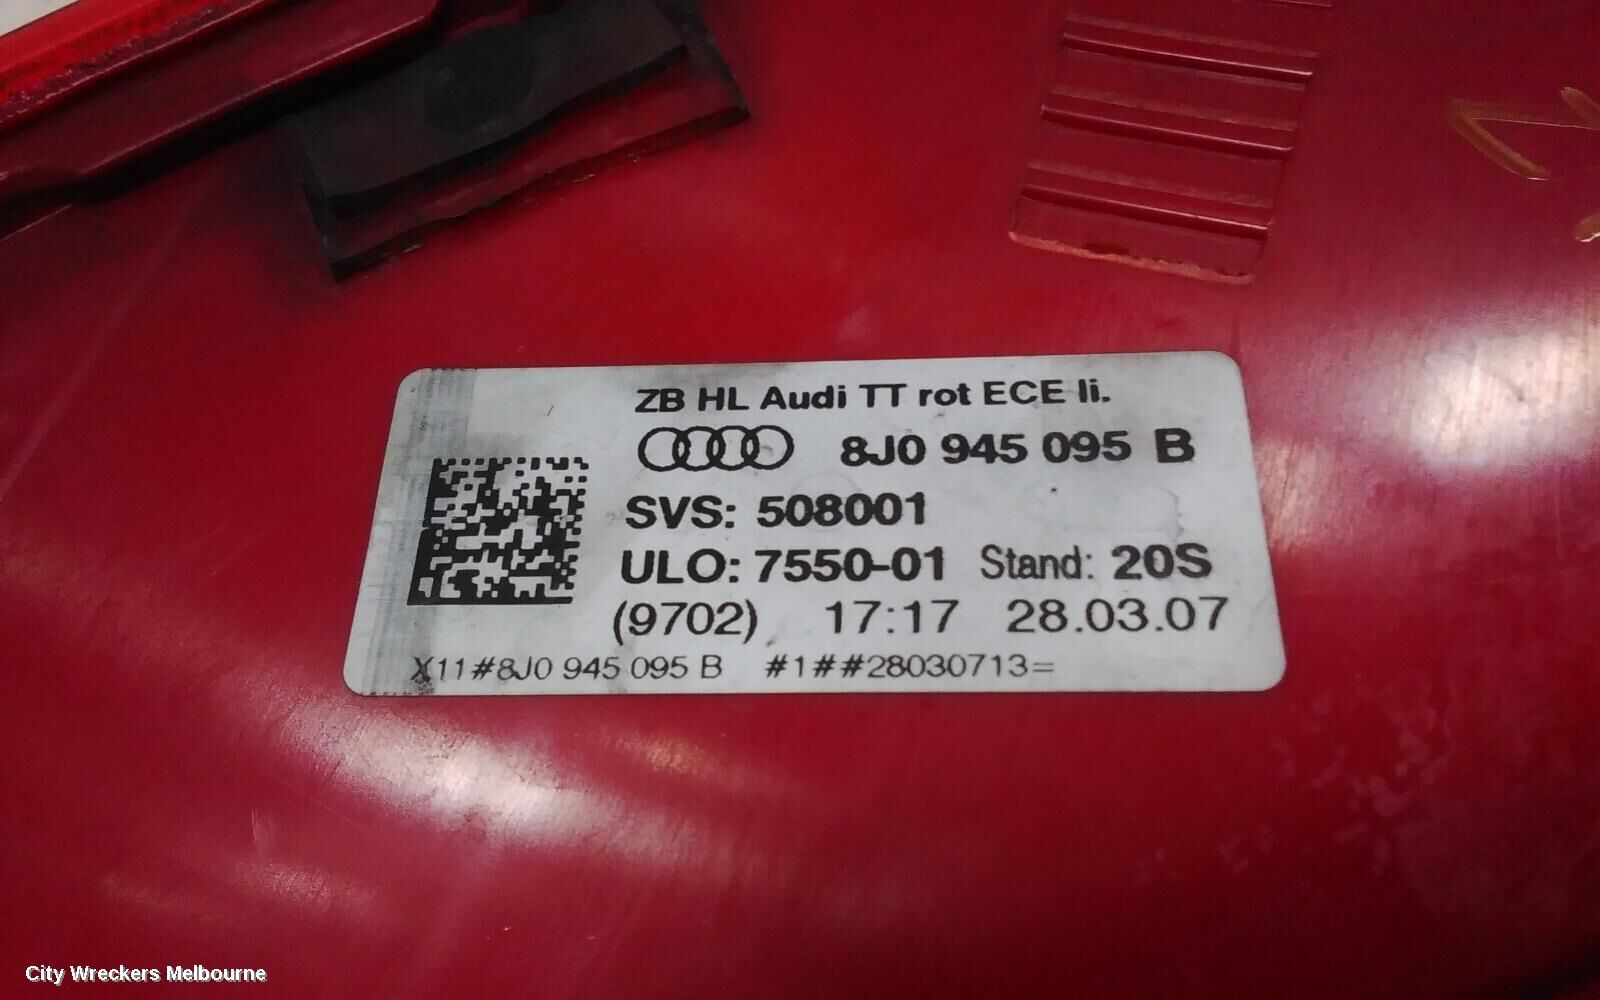 ZB HL Audi TT rot ECE li.
8J0 945 095 B
SVS: 508001
ULO: 7550-01 Stand: 20S
(9702) 17:17 28.03.07
X11#8J0 945 095 B #1##28030713=
City Wreckers Melbourne